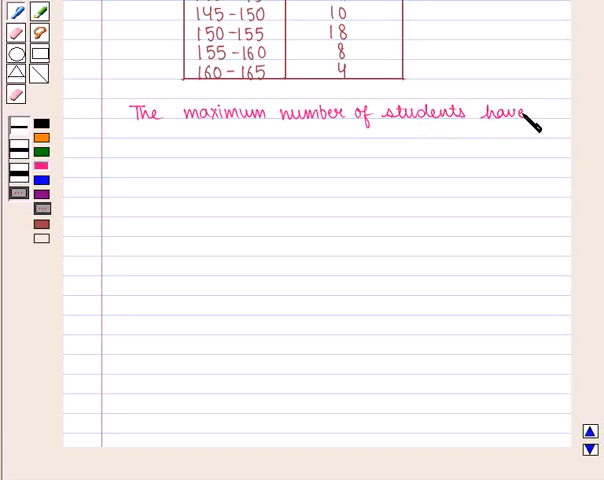 145-150 10
150-155 18
155-160 8
160-165 4
The maximum number of students have